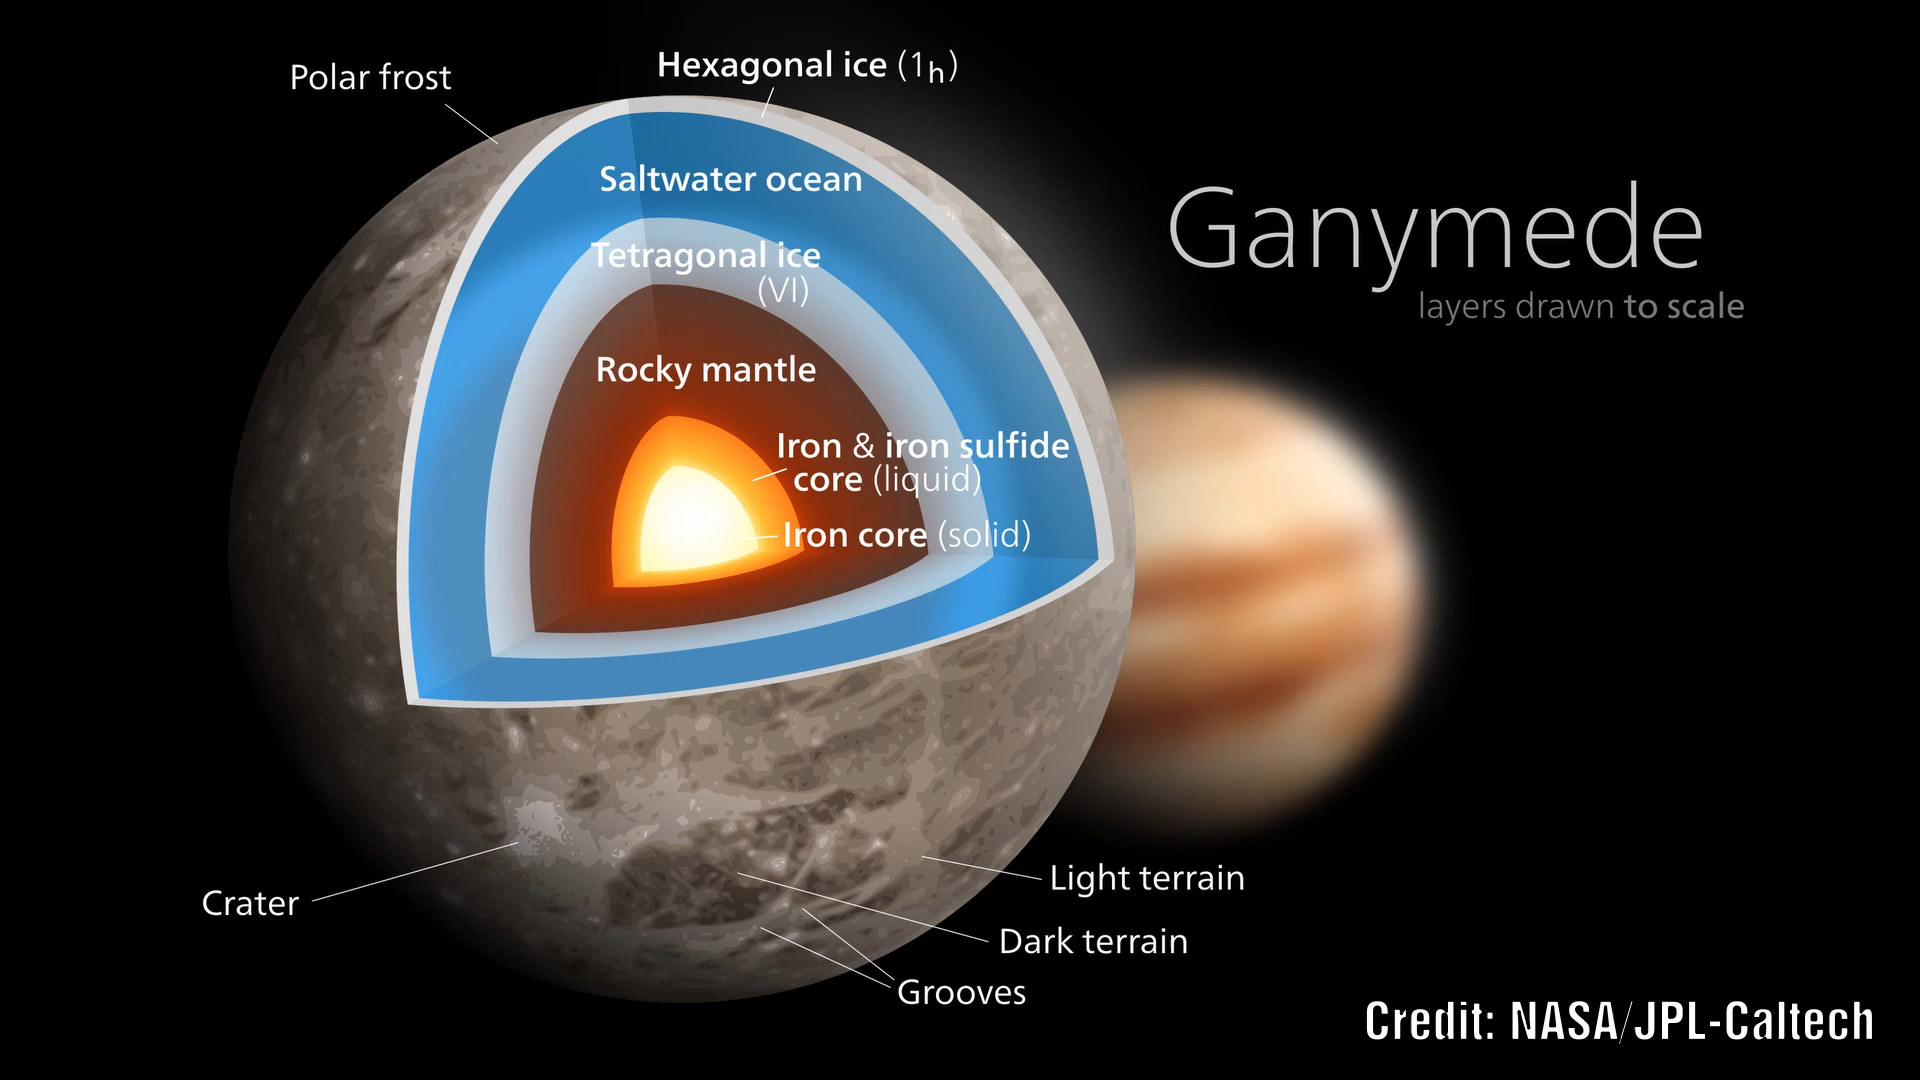 Polar frost
Hexagonal ice (1h)
Saltwater ocean
Tetragonal ice
(VI)
Ganymede
layers drawn to scale
Rocky mantle
Iron & iron sulfide
core (liquid)
Iron core (solid)
Crater
Light terrain
Dark terrain
Grooves
Credit: NASA/JPL-Caltech